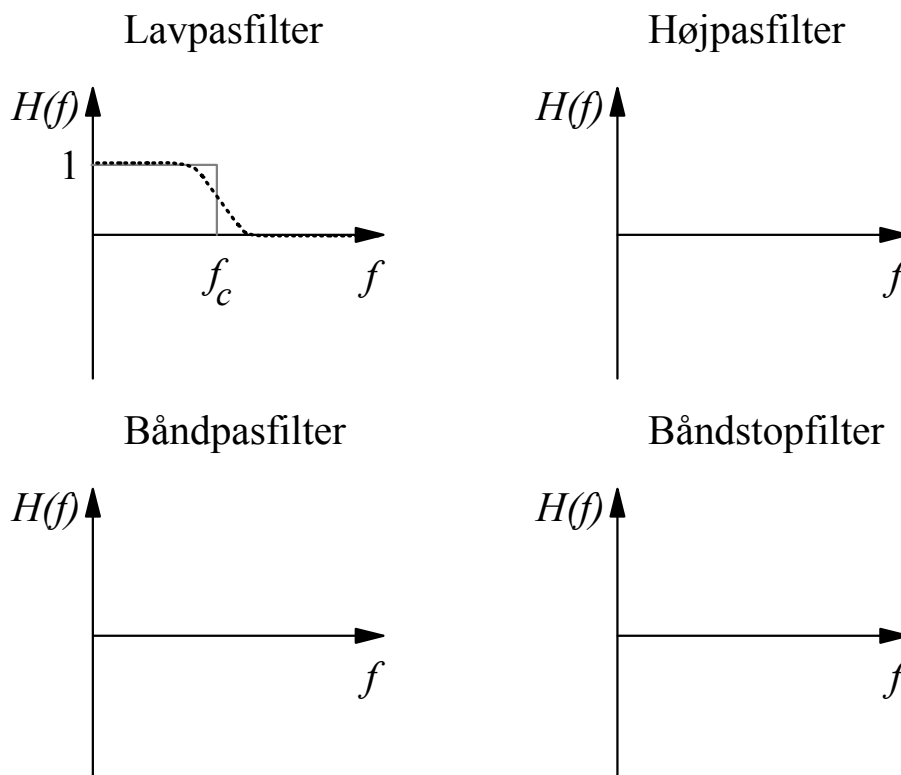 Lavpasfilter
H(f)
1
f_c
f
Højpasfilter
H(f)
f
Båndpasfilter
H(f)
f
Båndstopfilter
H(f)
f